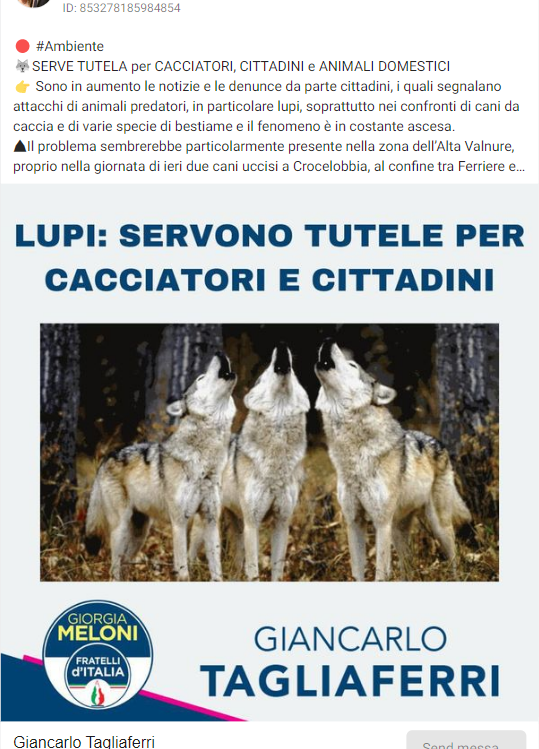 ID: 853278185984854
🔴 #Ambiente
🐺SERVE TUTELA per CACCIATORI, CITTADINI e ANIMALI DOMESTICI
👉 Sono in aumento le notizie e le denunce da parte cittadini, i quali segnalano
attacchi di animali predatori, in particolare lupi, soprattutto nei confronti di cani da
caccia e di varie specie di bestiame e il fenomeno è in costante ascesa.
▲Il problema sembrerebbe particolarmente presente nella zona dell'Alta Valnure,
proprio nella giornata di ieri due cani uccisi a Crocelobbia, al confine tra Ferriere e...
LUPI: SERVONO TUTELE PER
CACCIATORI E CITTADINI
GIORGIA
MELONI
FRATELLI
d'ITALIA
GIANCARLO
TAGLIAFERRI
Giancarlo Tagliaferri
Send messa...